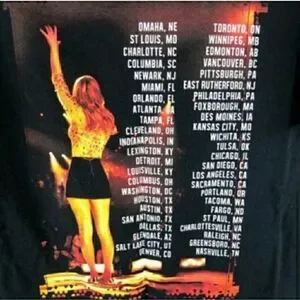 OMAHA, NE
ST LOUIS, MO
CHARLOTTE, NC
COLUMBIA, SC
NEWARK, NJ
MIAMI, FL
ORLANDO, FL
ATLANTA, GA
TAMPA, FL
CLEVELAND, OH
INDIANAPOLIS, IN
LEXINGTON, KY
DETROIT, MI
LOUISVILLE, KY
COLUMBUS, OH
WASHINGTON, DC
HOUSTON, TX
AUSTIN, TX
SAN ANTONIO, TX
DALLAS, TX
GLENDALE, AZ
SALT LAKE CITY, UT
DENVER, CO
TORONTO, ON
WINNIPEG, MB
EDMONTON, AB
VANCOUVER, BC
PITTSBURGH, PA
EAST RUTHERFORD, NJ
PHILADELPHIA, PA
FOXBOROUGH, MA
DES MOINES, IA
KANSAS CITY, MO
WICHITA, KS
TULSA, OK
CHICAGO, IL
SAN DIEGO, CA
LOS ANGELES, CA
SACRAMENTO, CA
PORTLAND, OR
TACOMA, WA
FARGO, ND
ST PAUL, MN
CHARLOTTESVILLE, VA
RALEIGH, NC
GREENSBORO, NC
NASHVILLE, TN